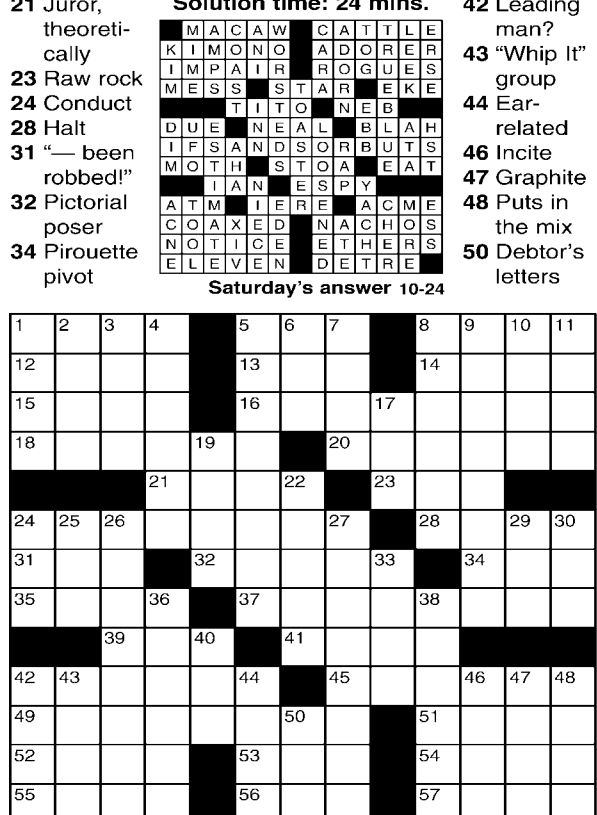 21 Juror,
theoreti-
cally
23 Raw rock
24 Conduct
28 Halt
31 “— been
robbed!”
32 Pictorial
poser
34 Pirouette
pivot
Solution time: 24 mins.
MACAW CATTLE
KIMONO ADORER
IMPAIR ROGUES
MESS STAR EKE
TITO NEB
DUE NEAL BLAH
IFSANDSORBUTS
MOTH STOA EAT
IAN ESPY
ATM IERE ACME
COAXED NACHOS
NOTICE ETHERS
ELEVEN DETRE
Saturday’s answer 10-24
42 Leading
man?
43 “Whip It”
group
44 Ear-
related
46 Incite
47 Graphite
48 Puts in
the mix
50 Debtor’s
letters
1 2 3 4 5 6 7 8 9 10 11
12 13 14
15 16 17
18 19 20
21 22 23
24 25 26 27 28 29 30
31 32 33 34
35 36 37 38
39 40 41
42 43 44 45 46 47 48
49 50 51
52 53 54
55 56 57